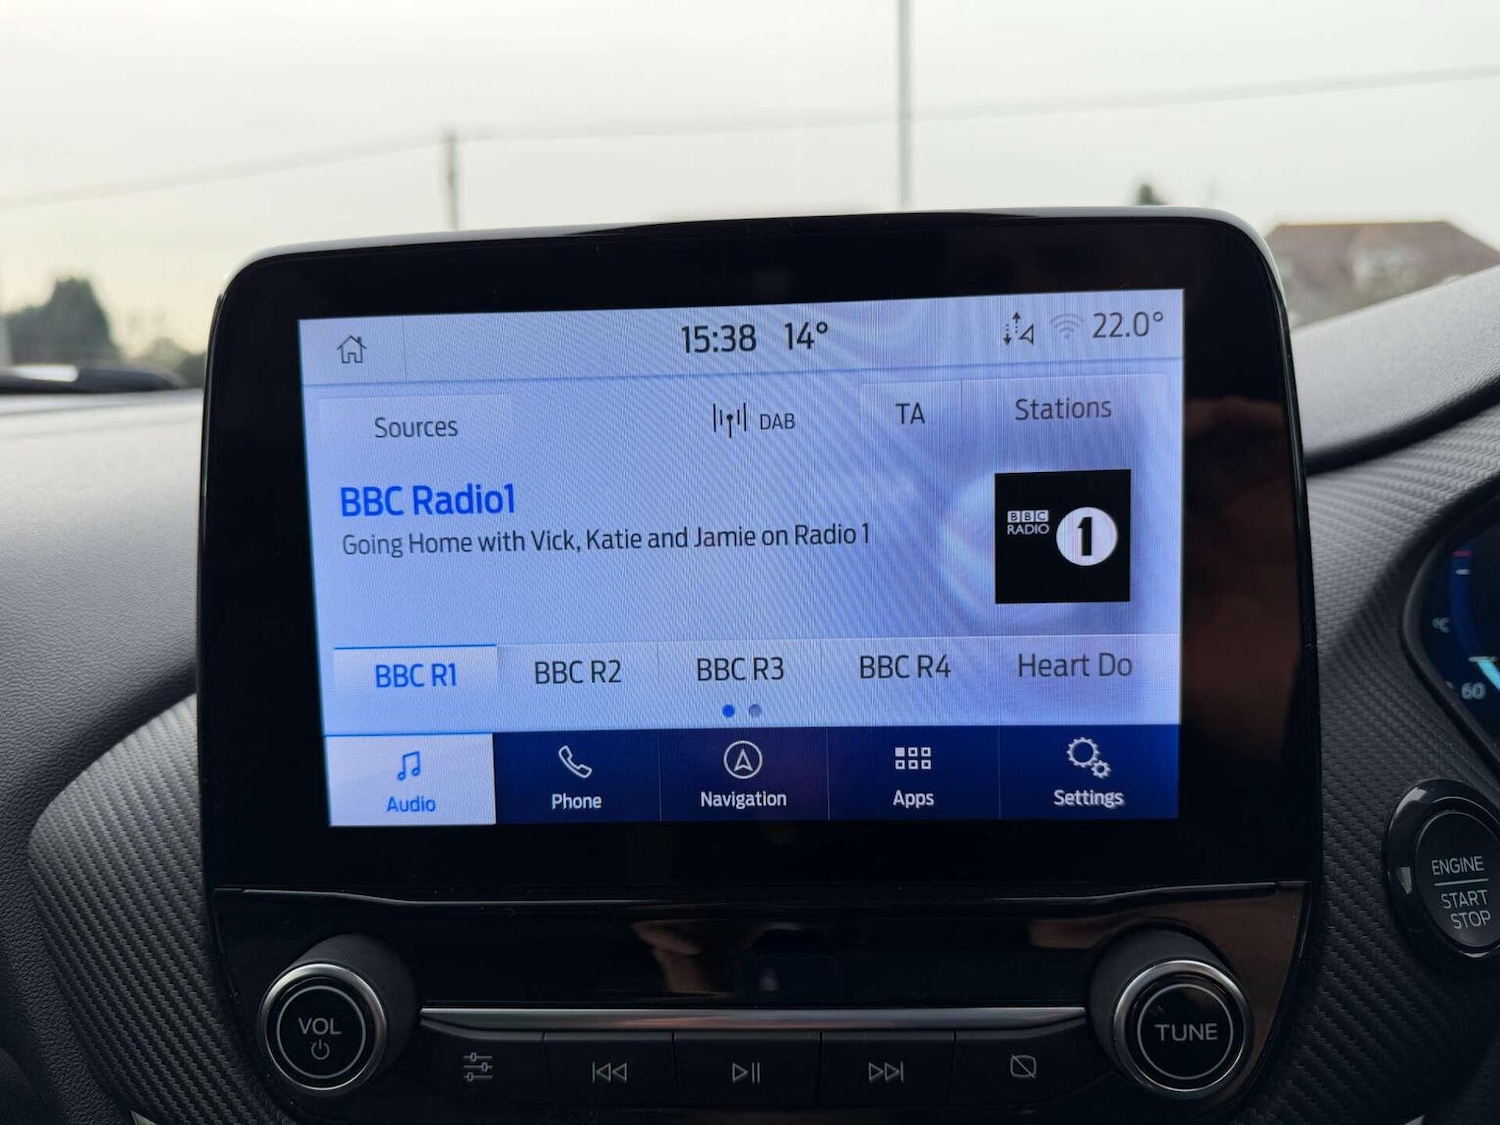 15:38 14° 22.0°
Sources DAB TA Stations
BBC Radio1
Going Home with Vick, Katie and Jamie on Radio 1
BBC
RADIO 1
BBC R1 BBC R2 BBC R3 BBC R4 Heart Do
Audio Phone Navigation Apps Settings
60
ENGINE
START
STOP
VOL
TUNE